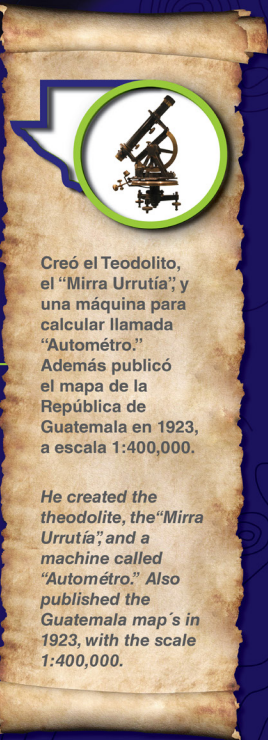 Creó el Teodolito,
el “Mirra Urrutía”, y
una máquina para
calcular llamada
“Autométro.”
Además publicó
el mapa de la
República de
Guatemala en 1923,
a escala 1:400,000.
He created the
theodolite, the“Mirra
Urrutía”, and a
machine called
“Autométro.” Also
published the
Guatemala map´s in
1923, with the scale
1:400,000.